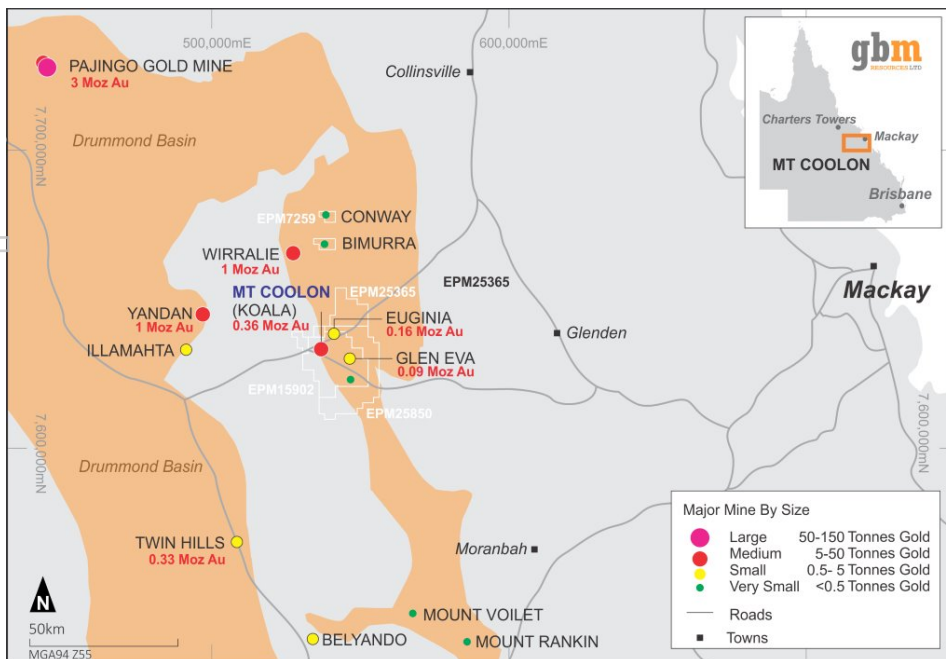 500,000mE
600,000mE
gbm
RESOURCES LTD
PAJINGO GOLD MINE
3 Moz Au
Collinsville
Drummond Basin
7,700,000mN
Charters Towers
Mackay
MT COOLON
Brisbane
EPM7259
CONWAY
BIMURRA
WIRRALIE
1 Moz Au
EPM25365
EPM25365
MT COOLON
(KOALA)
0.36 Moz Au
Mackay
YANDAN
1 Moz Au
EUGINIA
0.16 Moz Au
Glenden
ILLAMAHTA
GLEN EVA
0.09 Moz Au
EPM15902
EPM25850
7,600,000mN
7,600,000mN
Drummond Basin
TWIN HILLS
0.33 Moz Au
Moranbah
Major Mine By Size
Large 50-150 Tonnes Gold
Medium 5-50 Tonnes Gold
Small 0.5- 5 Tonnes Gold
Very Small <0.5 Tonnes Gold
Roads
Towns
N
50km
MGA94 Z55
MOUNT VOILET
BELYANDO
MOUNT RANKIN